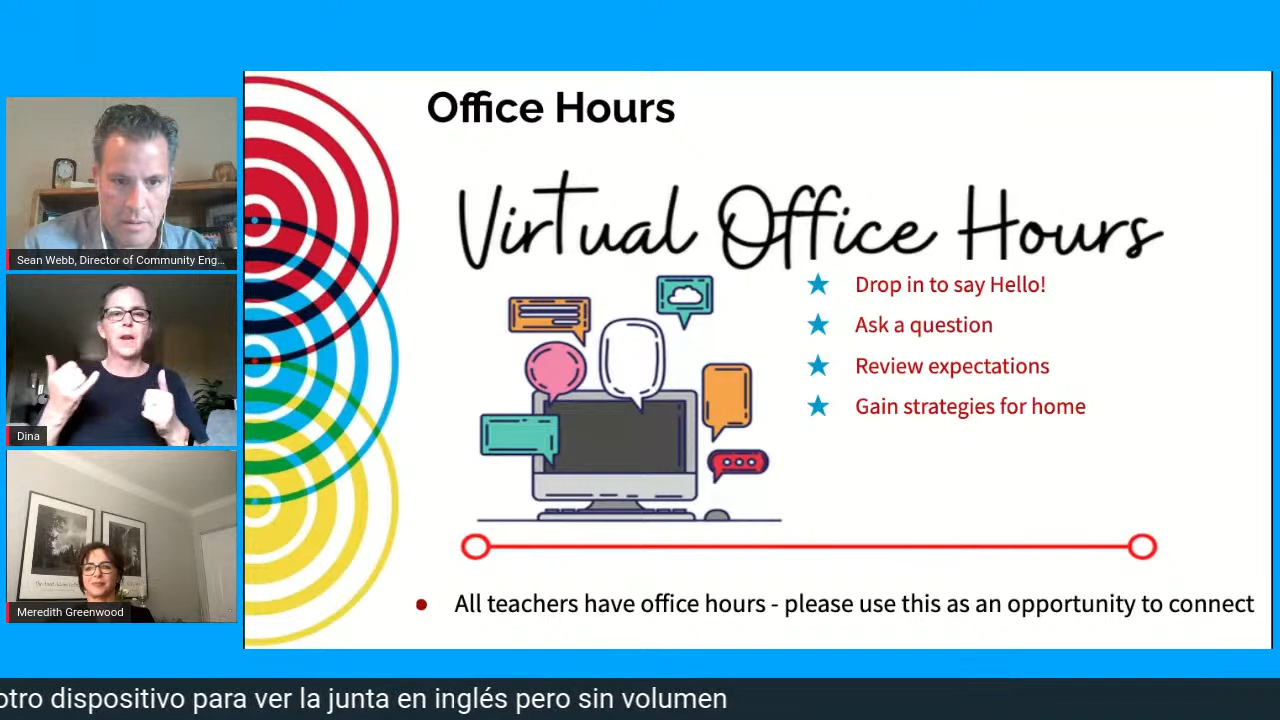 Office Hours
Virtual Office Hours
Drop in to say Hello!
Ask a question
Review expectations
Gain strategies for home
All teachers have office hours - please use this as an opportunity to connect
Sean Webb, Director of Community Eng...
Dina
Meredith Greenwood
otro dispositivo para ver la junta en inglés pero sin volumen